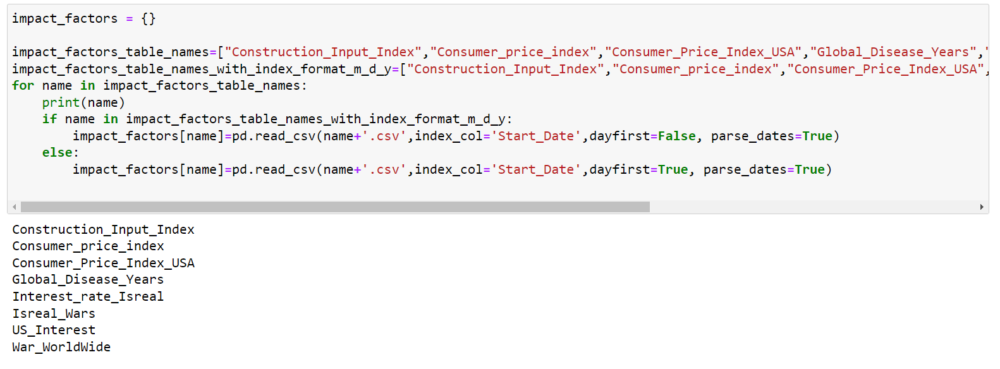 impact_factors = {}
impact_factors_table_names=["Construction_Input_Index","Consumer_price_index","Consumer_Price_Index_USA","Global_Disease_Years","
impact_factors_table_names_with_index_format_m_d_y=["Construction_Input_Index","Consumer_price_index","Consumer_Price_Index_USA",
for name in impact_factors_table_names:
    print(name)
    if name in impact_factors_table_names_with_index_format_m_d_y:
        impact_factors[name]=pd.read_csv(name+'.csv',index_col='Start_Date',dayfirst=False, parse_dates=True)
    else:
        impact_factors[name]=pd.read_csv(name+'.csv',index_col='Start_Date',dayfirst=True, parse_dates=True)
Construction_Input_Index
Consumer_price_index
Consumer_Price_Index_USA
Global_Disease_Years
Interest_rate_Isreal
Isreal_Wars
US_Interest
War_WorldWide